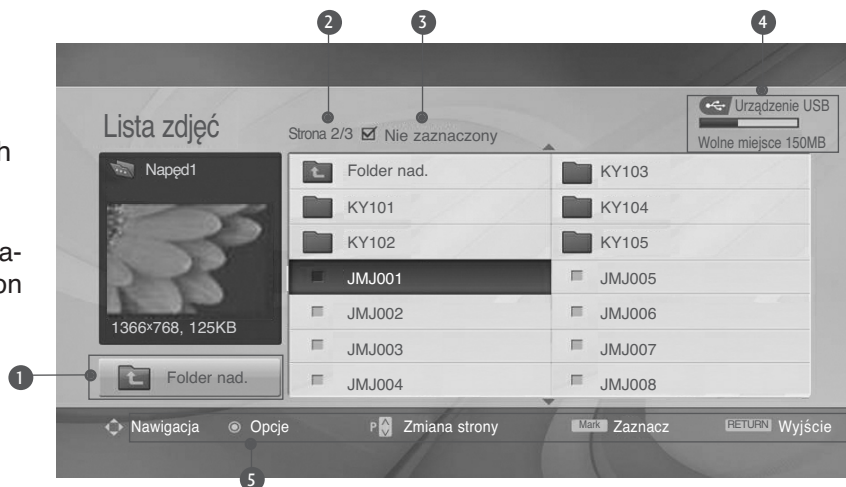 2 3 4
Urządzenie USB
Lista zdjęć
Strona 2/3 Nie zaznaczony
Wolne miejsce 150MB
h
Napęd1
Folder nad. KY103
KY101 KY104
KY102 KY105
a-
on
JMJ001 JMJ005
JMJ002 JMJ006
1366x768, 125KB
JMJ003 JMJ007
1 Folder nad.
JMJ004 JMJ008
Nawigacja Opcje P Zmiana strony Mark Zaznacz RETURN Wyjście
5